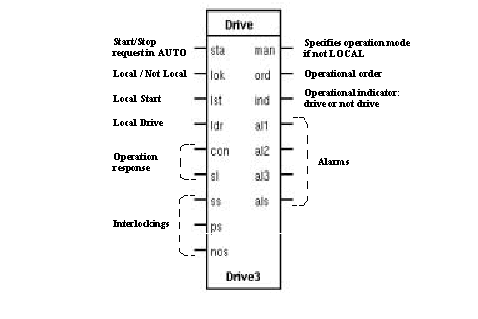 Drive
Start/Stop
request in AUTO
sta
man
Specifies operation mode
if not LOCAL
Local / Not Local
lok
ord
Operational order
Local Start
lst
ind
Operational indicator:
drive or not drive
Local Drive
ldr
al1
Operation
response
con
al2
Alarms
sl
al3
Interlockings
ss
als
ps
nos
Drive3